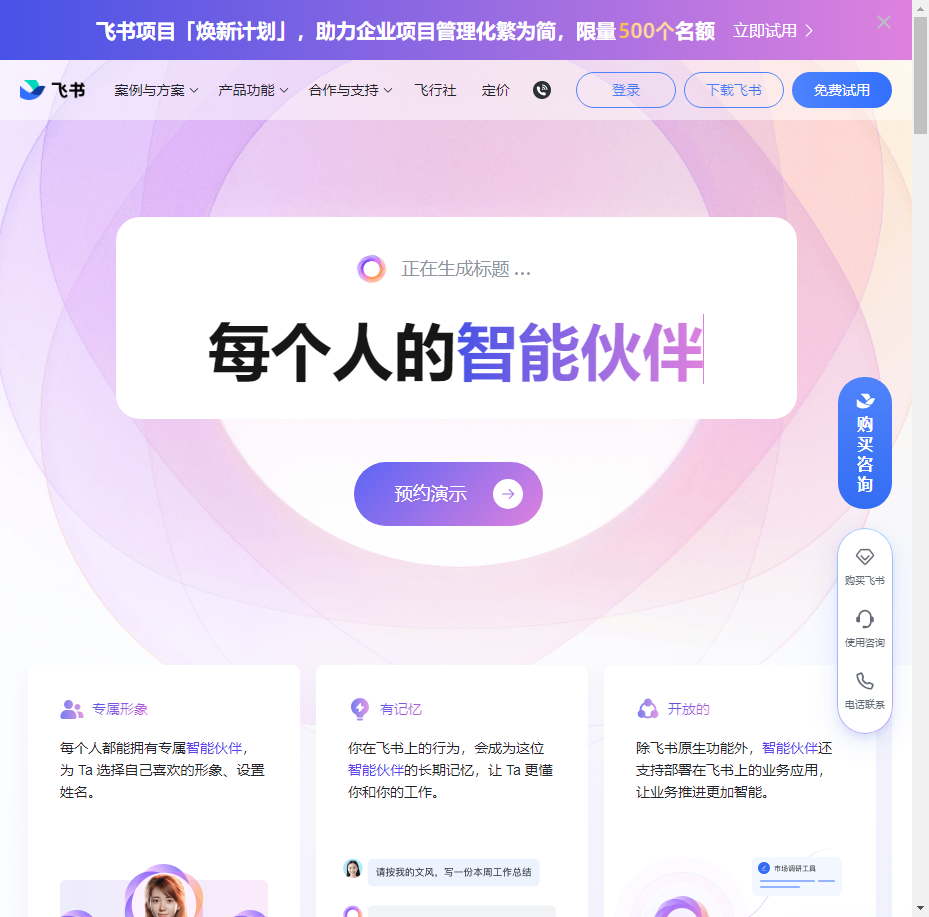 飞书项目「焕新计划」，助力企业项目管理化繁为简，限量500个名额 立即试用
飞书 案例与方案 产品功能 合作与支持 飞行社 定价 登录 下载飞书 免费试用
正在生成标题 ...
每个人的智能伙伴
预约演示
购买咨询
购买飞书
使用咨询
电话联系
专属形象
每个人都能拥有专属智能伙伴，
为 Ta 选择自己喜欢的形象、设置
姓名。
有记忆
你在飞书上的行为，会成为这位
智能伙伴的长期记忆，让 Ta 更懂
你和你的工作。
请按我的文风，写一份本周工作总结
开放的
除飞书原生功能外，智能伙伴还
支持部署在飞书上的业务应用，
让业务推进更加智能。
市场调研工具